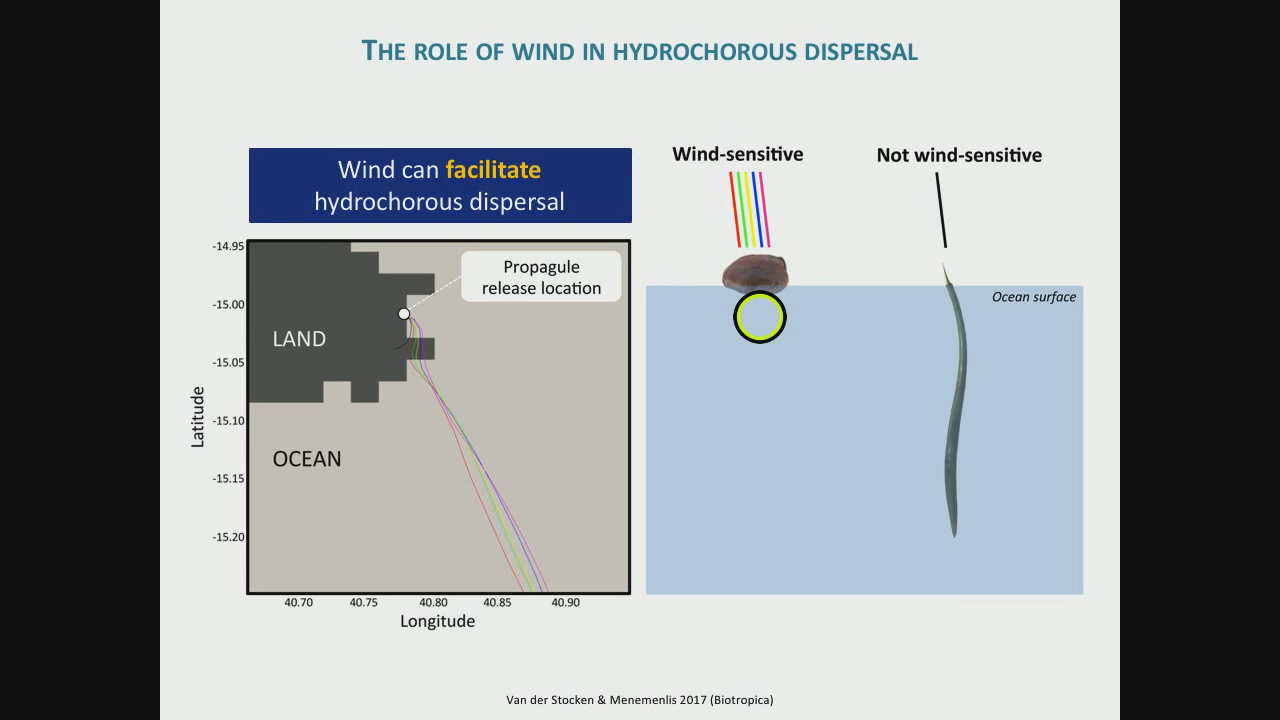 THE ROLE OF WIND IN HYDROCHOROUS DISPERSAL
Wind can facilitate
hydrochorous dispersal
Wind-sensitive
Not wind-sensitive
-14.95
-15.00
-15.05
-15.10
-15.15
-15.20
Latitude
Propagule
release location
LAND
OCEAN
40.70
40.75
40.80
40.85
40.90
Longitude
Ocean surface
Van der Stocken & Menemenlis 2017 (Biotropica)